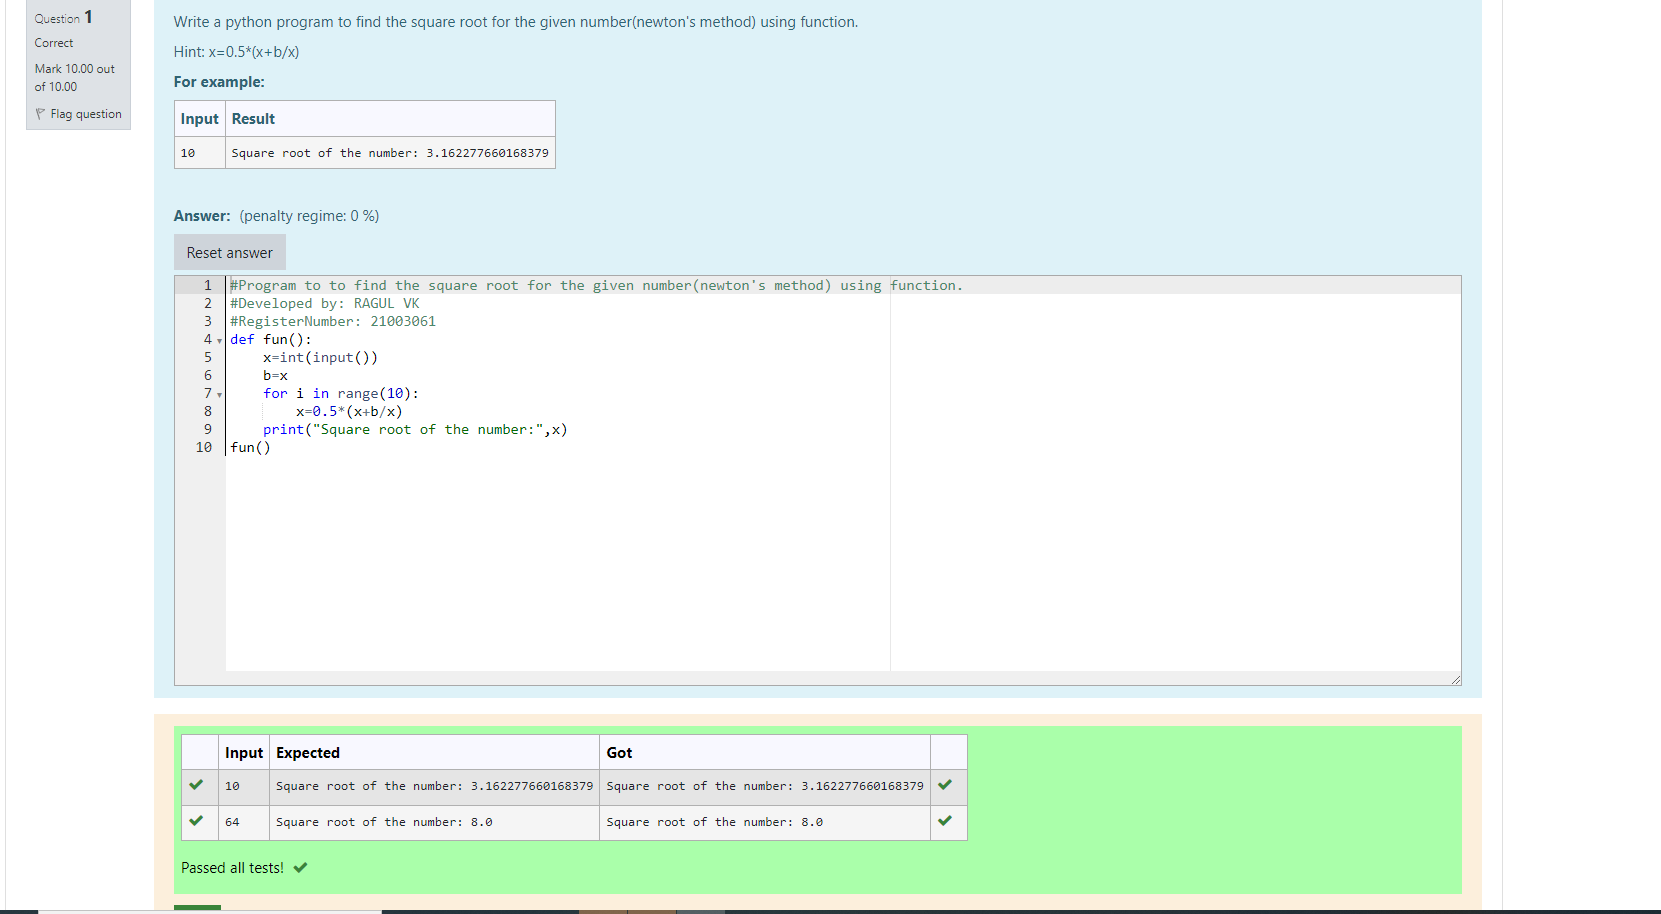 Question 1
Correct
Mark 10.00 out
of 10.00
Flag question
Write a python program to find the square root for the given number(newton's method) using function.
Hint: x=0.5*(x+b/x)
For example:
Input Result
10 Square root of the number: 3.162277660168379
Answer: (penalty regime: 0 %)
Reset answer
1 #Program to to find the square root for the given number(newton's method) using function.
2 #Developed by: RAGUL VK
3 #RegisterNumber: 21003061
4 def fun():
5     x=int(input())
6     b=x
7     for i in range(10):
8         x=0.5*(x+b/x)
9     print("Square root of the number:",x)
10 fun()
Input Expected Got
10 Square root of the number: 3.162277660168379 Square root of the number: 3.162277660168379
64 Square root of the number: 8.0 Square root of the number: 8.0
Passed all tests!